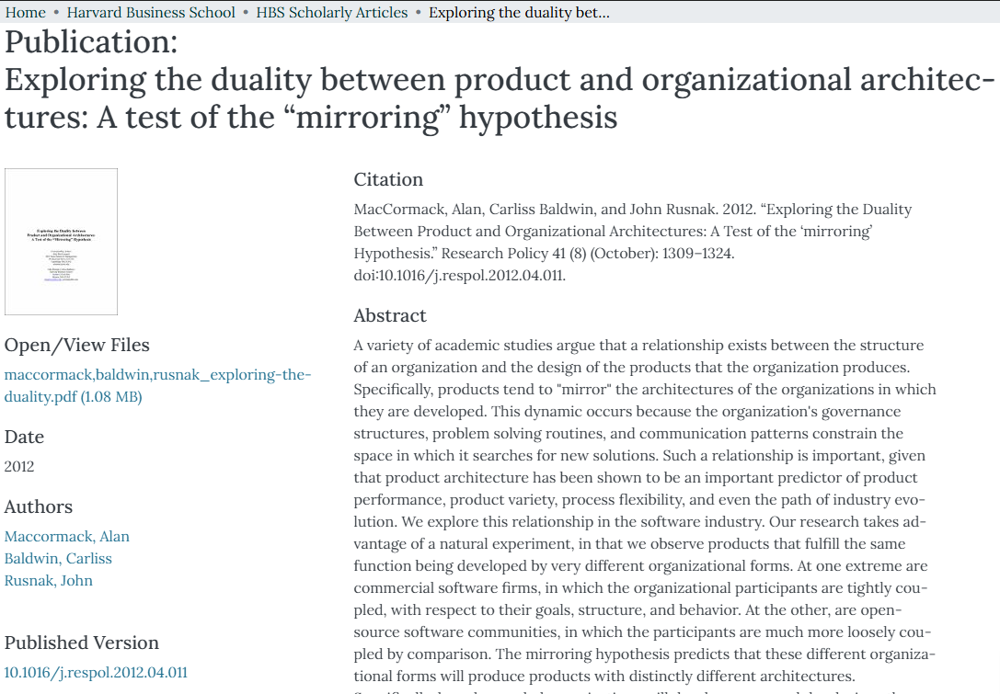 Home • Harvard Business School • HBS Scholarly Articles • Exploring the duality bet...
Publication:
Exploring the duality between product and organizational architec-
tures: A test of the “mirroring” hypothesis
Exploring the Duality between
Product and Organizational Architectures:
A Test of the “Mirroring” Hypothesis
Open/View Files
maccormack,baldwin,rusnak_exploring-the-
duality.pdf (1.08 MB)
Date
2012
Authors
Maccormack, Alan
Baldwin, Carliss
Rusnak, John
Published Version
10.1016/j.respol.2012.04.011
Citation
MacCormack, Alan, Carliss Baldwin, and John Rusnak. 2012. “Exploring the Duality
Between Product and Organizational Architectures: A Test of the ‘mirroring’
Hypothesis.” Research Policy 41 (8) (October): 1309–1324.
doi:10.1016/j.respol.2012.04.011.
Abstract
A variety of academic studies argue that a relationship exists between the structure
of an organization and the design of the products that the organization produces.
Specifically, products tend to "mirror" the architectures of the organizations in which
they are developed. This dynamic occurs because the organization's governance
structures, problem solving routines, and communication patterns constrain the
space in which it searches for new solutions. Such a relationship is important, given
that product architecture has been shown to be an important predictor of product
performance, product variety, process flexibility, and even the path of industry evo-
lution. We explore this relationship in the software industry. Our research takes ad-
vantage of a natural experiment, in that we observe products that fulfill the same
function being developed by very different organizational forms. At one extreme are
commercial software firms, in which the organizational participants are tightly cou-
pled, with respect to their goals, structure, and behavior. At the other, are open-
source software communities, in which the participants are much more loosely cou-
pled by comparison. The mirroring hypothesis predicts that these different organiza-
tional forms will produce products with distinctly different architectures.